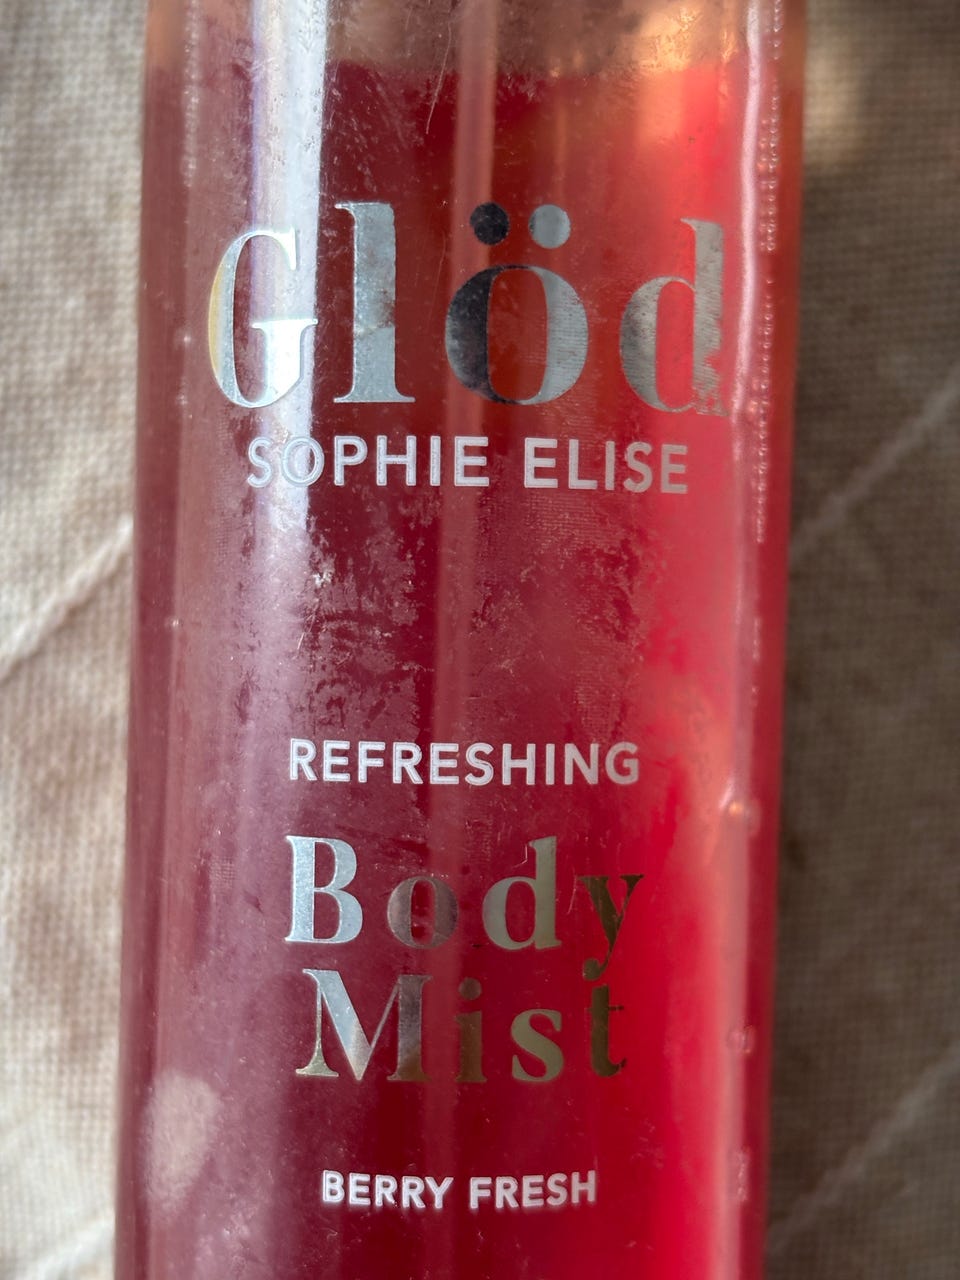 Glöd
SOPHIE ELISE
REFRESHING
Body
Mist
BERRY FRESH